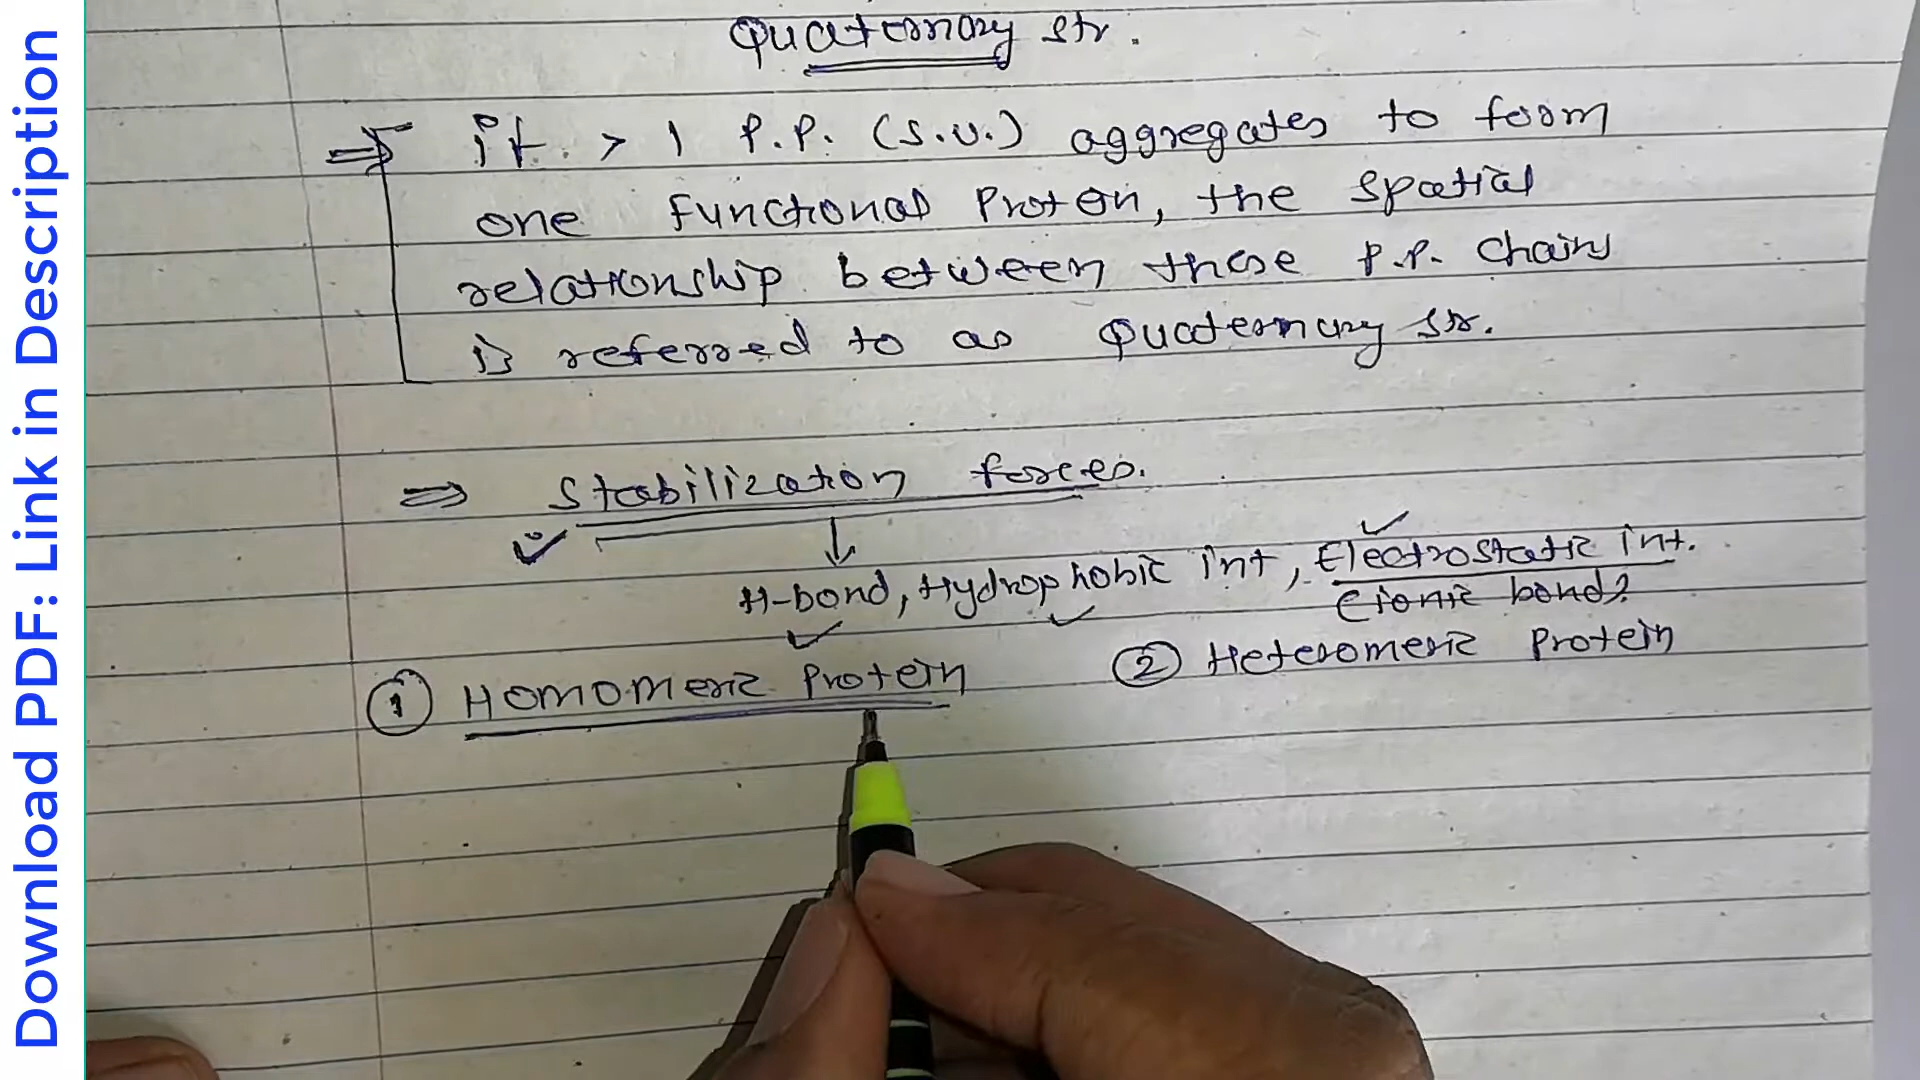 Download PDF: Link in Description
Quaternary str.
⇒ if > 1 P.P. (S.U.) aggregates to form
one functional Protein, the spatial
relationship between these P.P. chains
is referred to as Quaternary str.
⇒ Stabilization forces.
↓
H-bond, Hydrophobic int, Electrostatic int.
(ionic bond)
① Homomeric Protein ② Heteromeric Protein